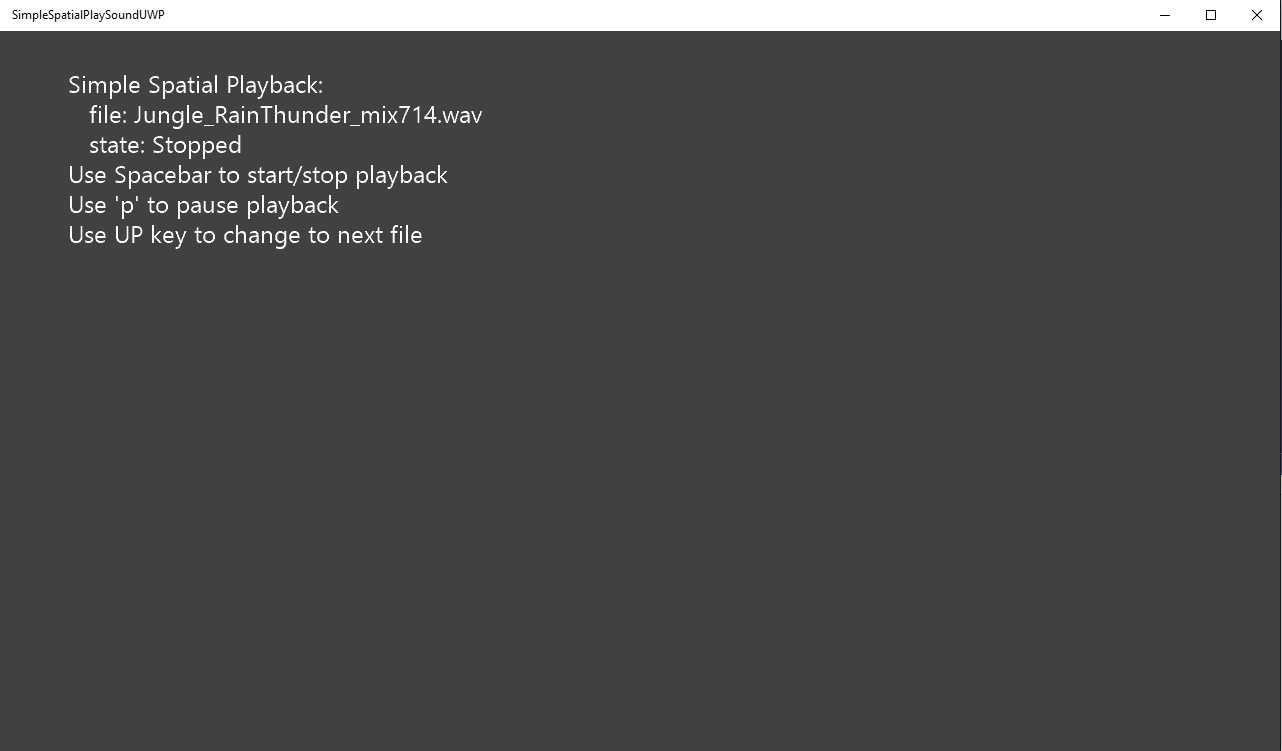 SimpleSpatialPlaySoundUWP
Simple Spatial Playback:
file: Jungle_RainThunder_mix714.wav
state: Stopped
Use Spacebar to start/stop playback
Use 'p' to pause playback
Use UP key to change to next file